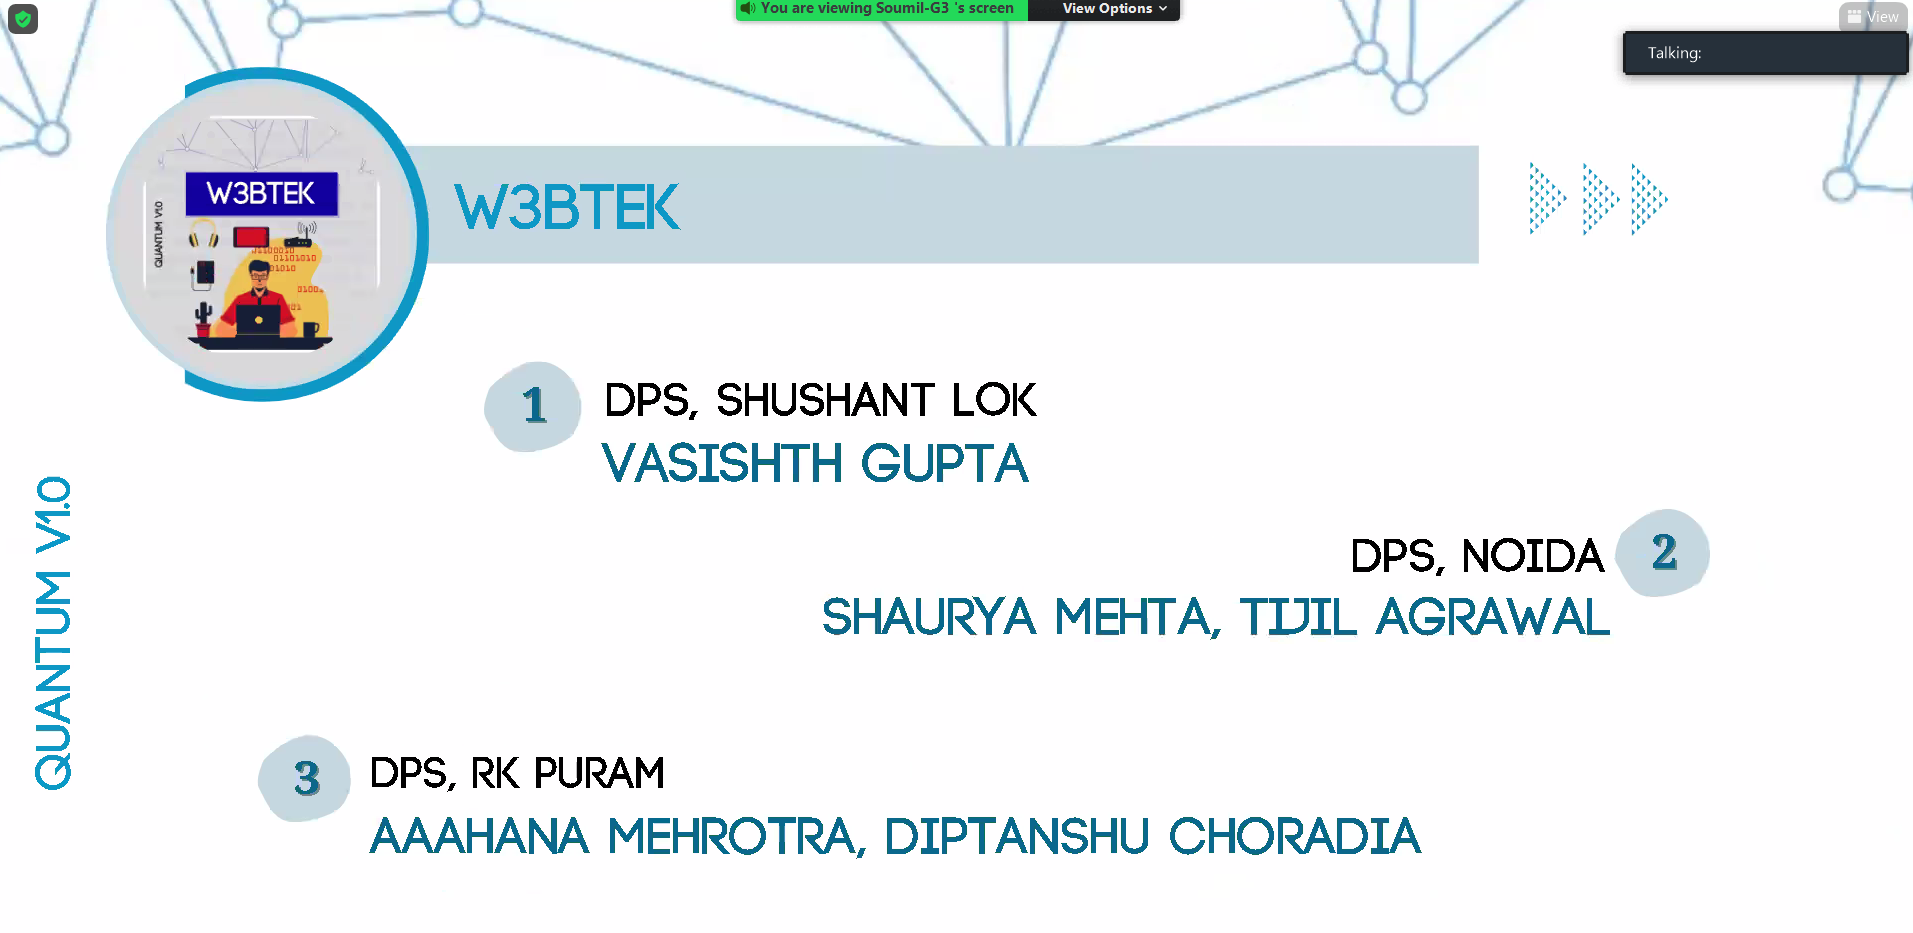 You are viewing Soumil-G3 's screen
View Options
View
Talking:
W3BTEK
QUANTUM V1.0
01100010
01101010
01010
W3BTEK
1
DPS, SHUSHANT LOK
VASISHTH GUPTA
2
DPS, NOIDA
SHAURYA MEHTA, TIJIL AGRAWAL
3
DPS, RK PURAM
AAAHANA MEHROTRA, DIPTANSHU CHORADIA
QUANTUM V1.0